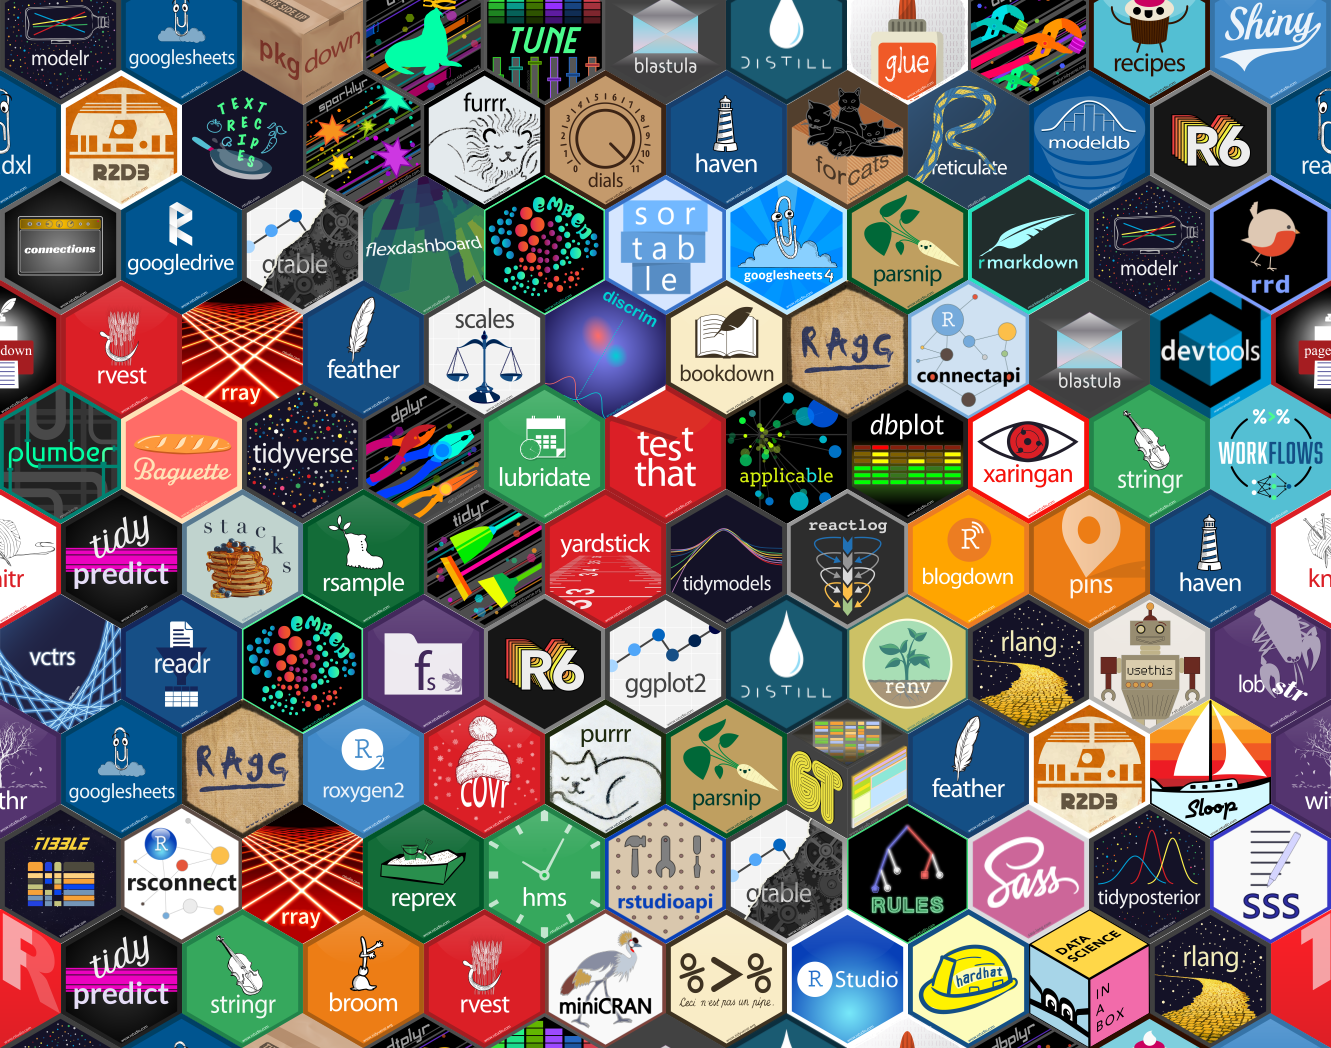 modelr
googlesheets
pkgdown
TUNE
blastula
DISTILL
glue
recipes
Shiny
dxl
R2D3
TEXT
REC
IP
ES
sparklyr
furrr
dials
haven
forcats
reticulate
modeldb
R6
rea
connections
googledrive
gtable
flexdashboard
EMBED
sor
tab
le
googlesheets 4
parsnip
rmarkdown
modelr
rrd
down
rvest
rray
feather
scales
discrim
bookdown
RAgg
R
connectapi
blastula
devtools
page
plumber
Baguette
tidyverse
dplyr
lubridate
test
that
applicable
dbplot
xaringan
stringr
%>%
WORKFLOWS
itr
tidy
predict
stacks
rsample
tidyr
yardstick
tidymodels
reactlog
R
blogdown
pins
haven
kn
vctrs
readr
EMBED
fs
R6
ggplot2
DISTILL
renv
rlang
usethis
lobstr
thr
googlesheets
RAgg
R2
roxygen2
covr
purrr
parsnip
GT
feather
R2D3
Sloop
wi
TIBBLE
R
rsconnect
rray
reprex
hms
rstudioapi
gtable
RULES
Sass
tidyposterior
SSS
R
tidy
predict
stringr
broom
rvest
miniCRAN
%>%
Ceci n'est pas un pipe.
R Studio
hardhat
DATA
SCIENCE
IN
A
BOX
rlang
dbplyr